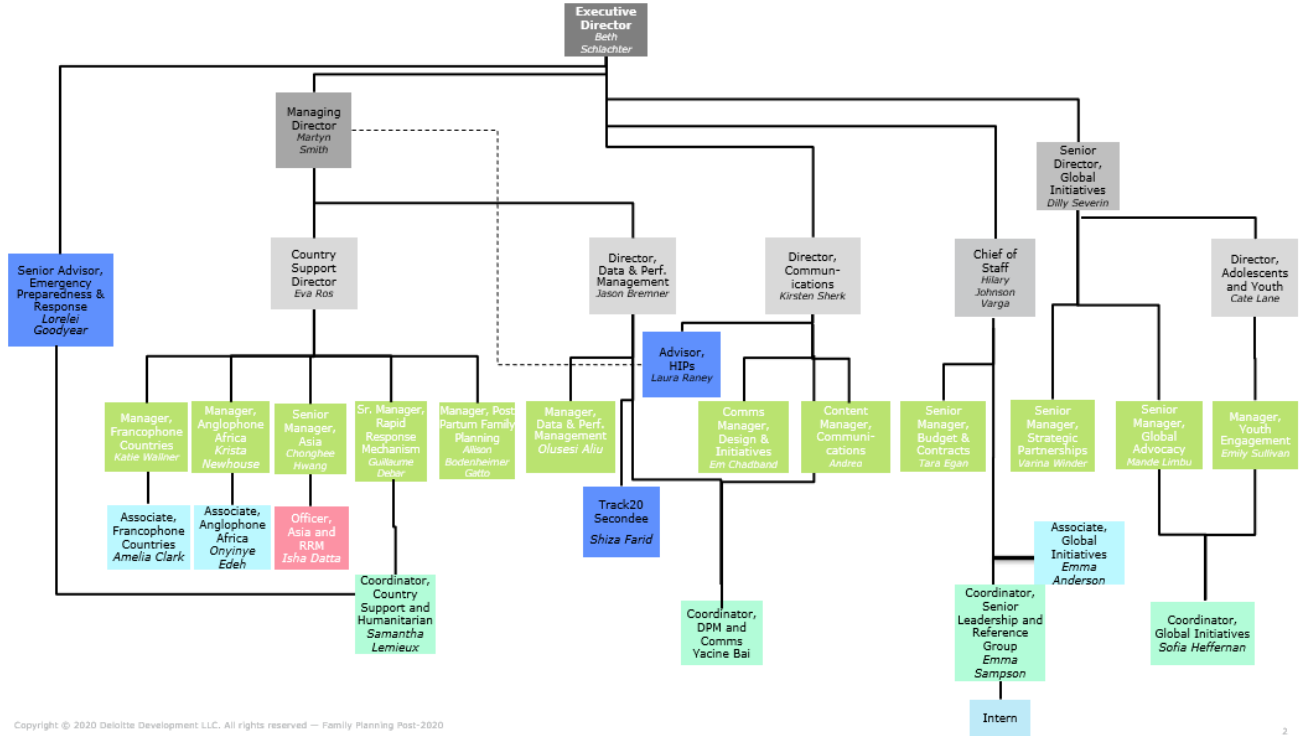 Executive
Director
Beth
Schlachter
Managing
Director
Martyn
Smith
Senior
Director,
Global
Initiatives
Dilly Severin
Senior Advisor,
Emergency
Preparedness &
Response
Lorelei
Goodyear
Country
Support
Director
Eva Ros
Director,
Data & Perf.
Management
Jason Bremner
Director,
Commun-
ications
Kirsten Sherk
Chief of
Staff
Hilary
Johnson
Varga
Director,
Adolescents
and Youth
Cate Lane
Advisor,
HIPs
Laura Raney
Manager,
Francophone
Countries
Katie Wallner
Manager,
Anglophone
Africa
Krista
Newhouse
Senior
Manager, Asia
Chonghee
Hwang
Sr. Manager,
Rapid
Response
Mechanism
Guillaume
Debar
Manager, Post
Partum Family
Planning
Allison
Bodenheimer
Gatto
Manager,
Data & Perf.
Management
Olusesi Aliu
Comms
Manager,
Design &
Initiatives
Em Chadband
Content
Manager,
Communi-
cations
Andreo
Senior
Manager,
Budget &
Contracts
Tara Egan
Senior
Manager,
Strategic
Partnerships
Varina Winder
Senior
Manager,
Global
Advocacy
Mande Limbu
Manager,
Youth
Engagement
Emily Sullivan
Associate,
Francophone
Countries
Amelia Clark
Associate,
Anglophone
Africa
Onyinye
Edeh
Officer,
Asia and
RRM
Isha Datta
Track20
Secondee
Shiza Farid
Associate,
Global
Initiatives
Emma
Anderson
Coordinator,
Country
Support and
Humanitarian
Samantha
Lemieux
Coordinator,
DPM and
Comms
Yacine Bai
Coordinator,
Senior
Leadership and
Reference
Group
Emma
Sampson
Coordinator,
Global Initiatives
Sofia Heffernan
Intern
Copyright © 2020 Deloitte Development LLC. All rights reserved — Family Planning Post-2020
2